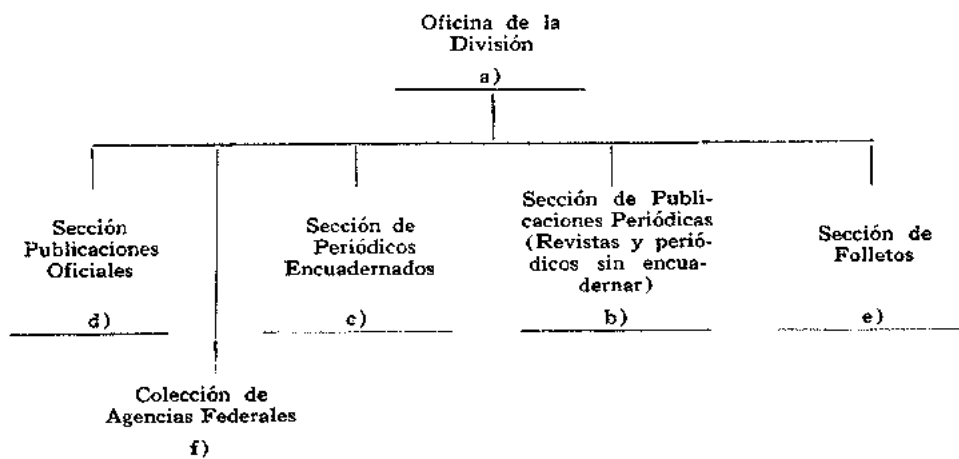 Oficina de la
División
a)
Sección
Publicaciones
Oficiales
d)
Sección de
Periódicos
Encuadernados
c)
Sección de Publi-
caciones Periódicas
(Revistas y perió-
dicos sin encua-
dernar)
b)
Sección de
Folletos
e)
Colección de
Agencias Federales
f)